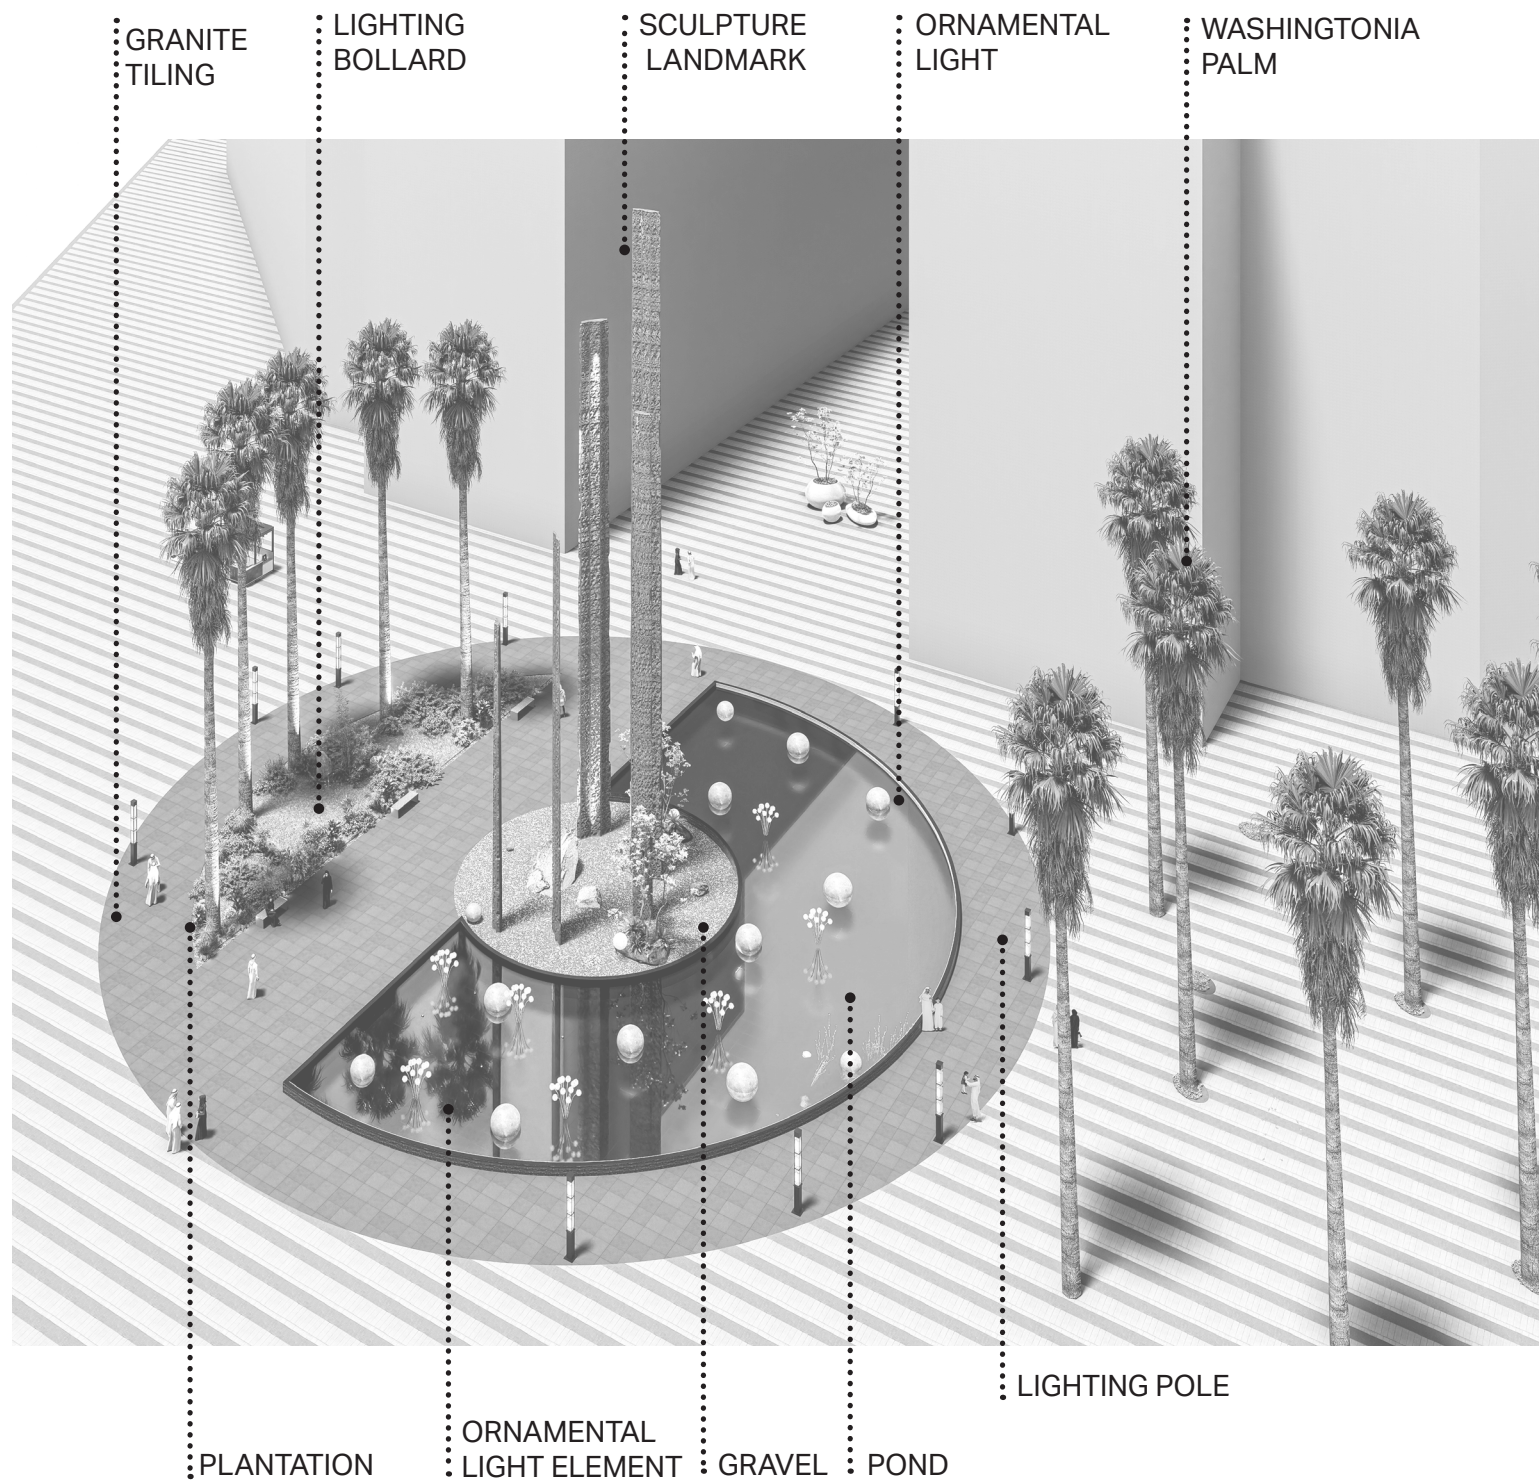 GRANITE
TILING
LIGHTING
BOLLARD
SCULPTURE
LANDMARK
ORNAMENTAL
LIGHT
WASHINGTONIA
PALM
LIGHTING POLE
PLANTATION
ORNAMENTAL
LIGHT ELEMENT
GRAVEL
POND